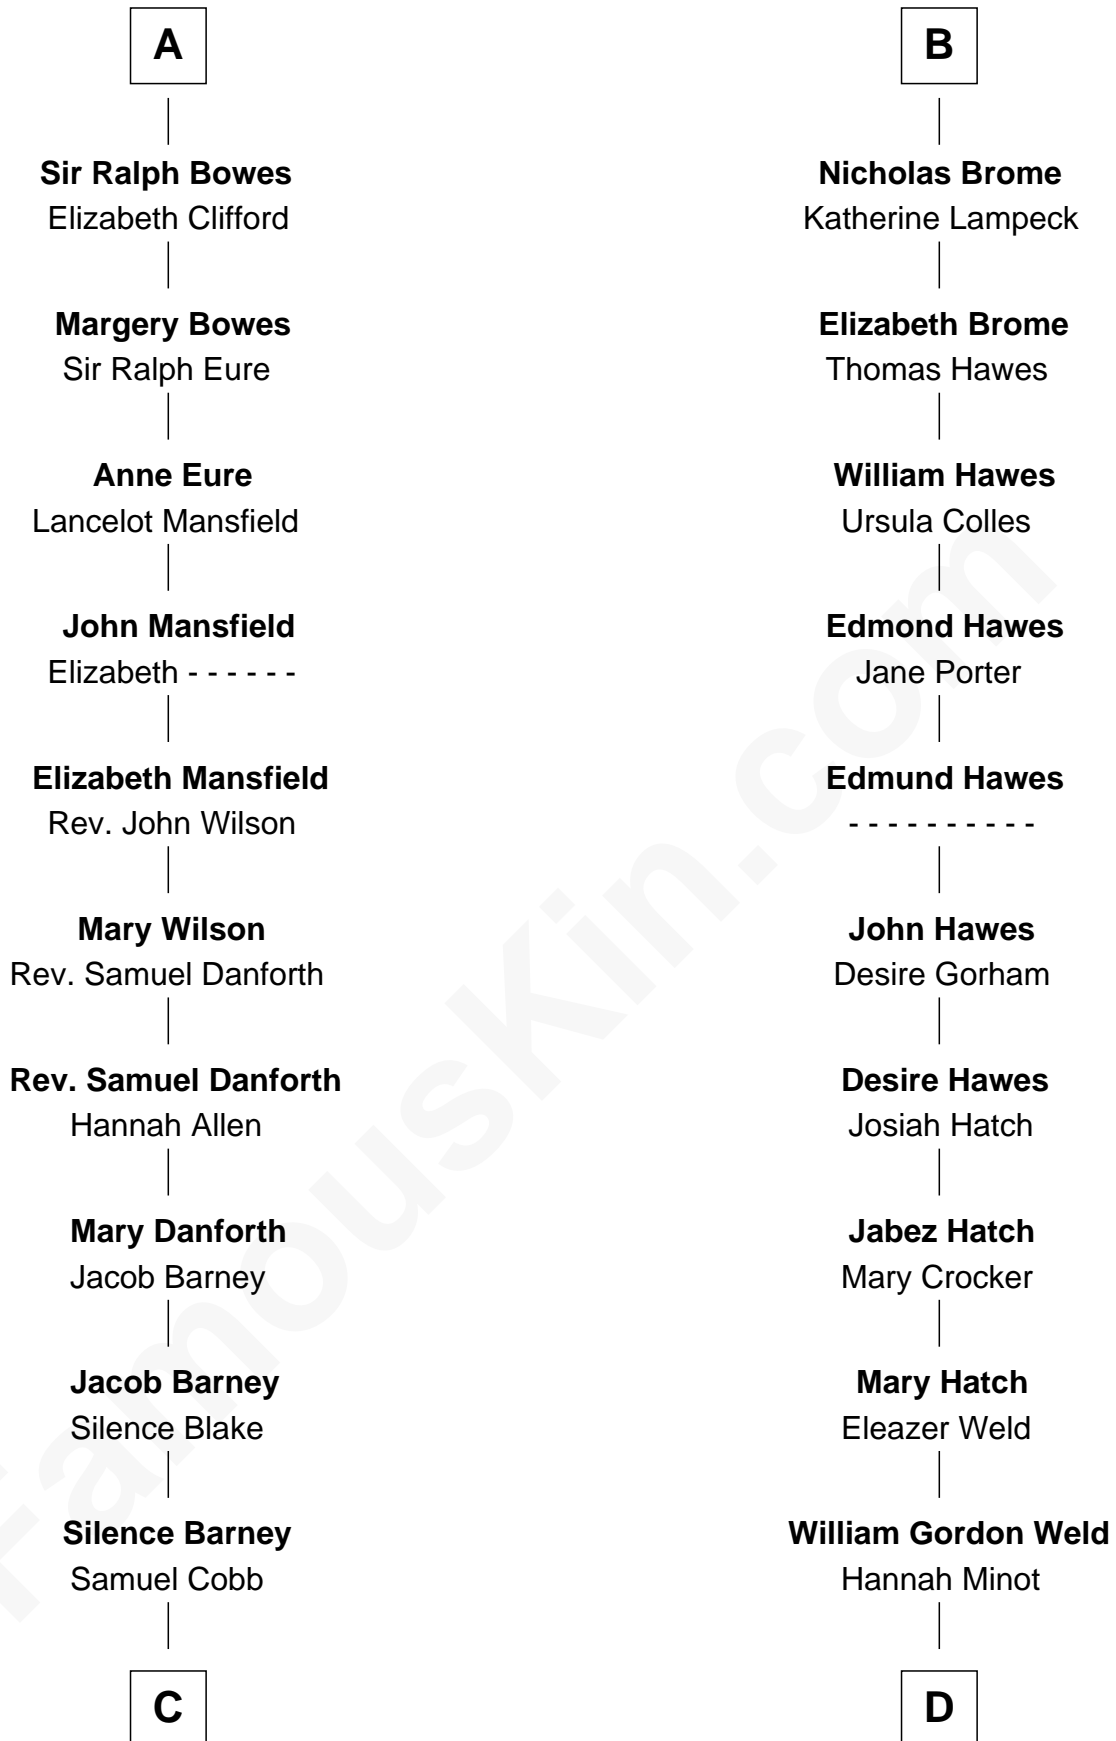 A
Sir Ralph Bowes
Elizabeth Clifford
Margery Bowes
Sir Ralph Eure
Anne Eure
Lancelot Mansfield
John Mansfield
Elizabeth - - - - - -
Elizabeth Mansfield
Rev. John Wilson
Mary Wilson
Rev. Samuel Danforth
Rev. Samuel Danforth
Hannah Allen
Mary Danforth
Jacob Barney
Jacob Barney
Silence Blake
Silence Barney
Samuel Cobb
C
B
Nicholas Brome
Katherine Lampeck
Elizabeth Brome
Thomas Hawes
William Hawes
Ursula Colles
Edmond Hawes
Jane Porter
Edmund Hawes
- - - - - - - - - -
John Hawes
Desire Gorham
Desire Hawes
Josiah Hatch
Jabez Hatch
Mary Crocker
Mary Hatch
Eleazer Weld
William Gordon Weld
Hannah Minot
D
FamousKin.com